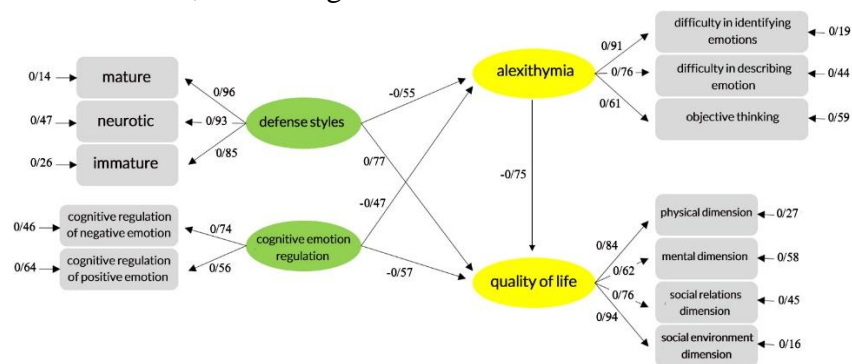 0/14
mature
0/96
0/47
neurotic
0/93
0/26
immature
0/85
defense styles
0/46
cognitive regulation
of negative emotion
0/74
0/64
cognitive regulation
of positive emotion
0/56
cognitive emotion
regulation
-0/55
0/77
-0/47
-0/57
alexithymia
-0/75
quality of life
0/91
difficulty in identifying
emotions
0/19
0/76
difficulty in describing
emotion
0/44
0/61
objective thinking
0/59
0/84
physical dimension
0/27
0/62
mental dimension
0/58
0/76
social relations
dimension
0/45
0/94
social environment
dimension
0/16